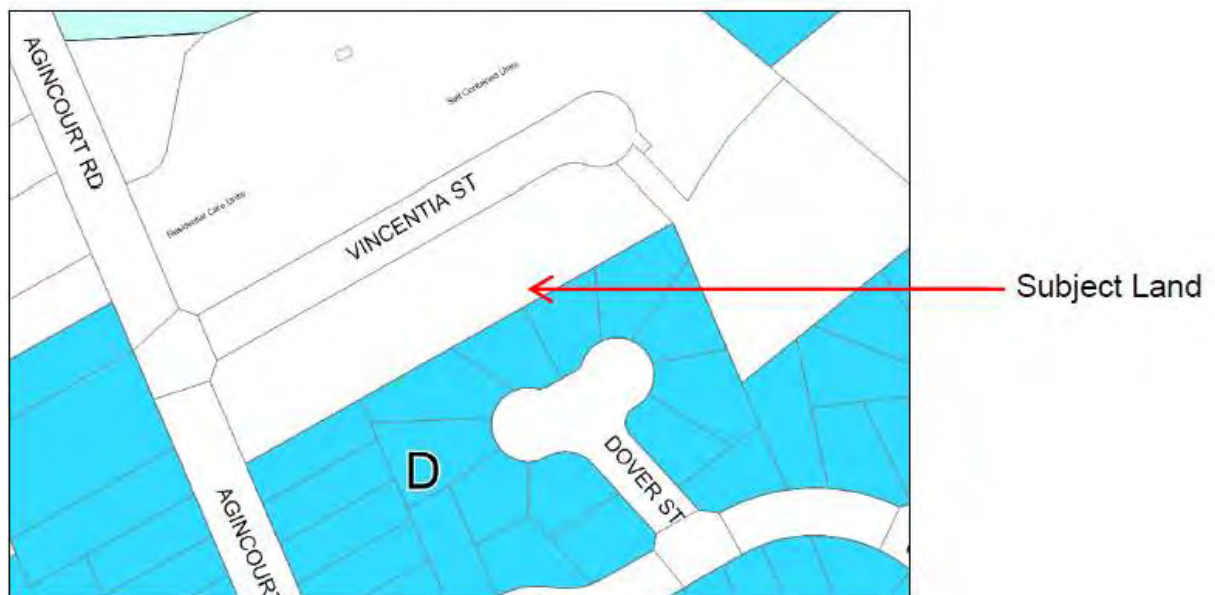 AGINCOURT RD
Self Contained Units
Residential Care Units
VINCENTIA ST
Subject Land
D
DOVER ST
AGINCOURT